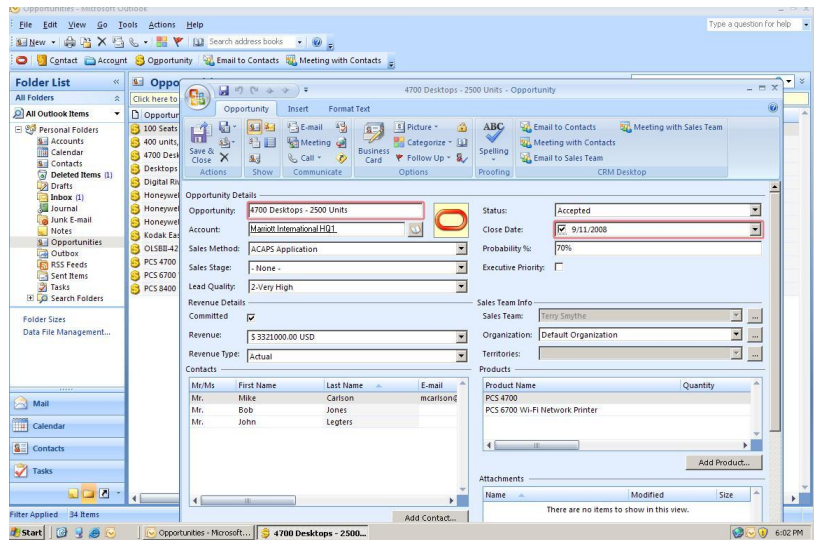 Opportunities - Microsoft Outlook
File Edit View Go Tools Actions Help
Type a question for help
New
Search address books
Contact Account Opportunity Email to Contacts Meeting with Contacts
Folder List
All Folders
All Outlook Items
Personal Folders
Accounts
Calendar
Contacts
Deleted Items (1)
Drafts
Inbox (1)
Journal
Junk E-mail
Notes
Opportunities
Outbox
RSS Feeds
Sent Items
Tasks
Search Folders
Folder Sizes
Data File Management...
Mail
Calendar
Contacts
Tasks
Filter Applied 34 Items
Oppo
Click here to
Opportun
100 Seats
400 units,
4700 Desk
Desktops
Digital Riv
Honeywel
Honeywel
Honeywel
Kodak Eas
OLSBII-42
PCS 4700
PCS 6700
PCS 8400
4700 Desktops - 2500 Units - Opportunity
Opportunity Insert Format Text
Save & Close
Actions
Show
E-mail
Meeting
Call
Communicate
Business Card
Picture
Categorize
Follow Up
Options
ABC
Spelling
Proofing
Email to Contacts
Meeting with Sales Team
Meeting with Contacts
Email to Sales Team
CRM Desktop
Opportunity Details
Opportunity: 4700 Desktops - 2500 Units
Account: Marriott International HQ1
Sales Method: ACAPS Application
Sales Stage: - None -
Lead Quality: 2-Very High
Status: Accepted
Close Date: 9/11/2008
Probability %: 70%
Executive Priority:
Revenue Details
Committed
Revenue: $ 3321000.00 USD
Revenue Type: Actual
Sales Team Info
Sales Team: Terry Smythe ...
Organization: Default Organization ...
Territories: ...
Contacts
Mr/Ms First Name Last Name E-mail
Mr. Mike Carlson mcarlson@
Mr. Bob Jones
Mr. John Legters
Add Contact...
Products
Product Name Quantity
PCS 4700
PCS 6700 Wi-Fi Network Printer
Add Product...
Attachments
Name Modified Size
There are no items to show in this view.
Start
Opportunities - Microsoft...
4700 Desktops - 2500...
6:02 PM